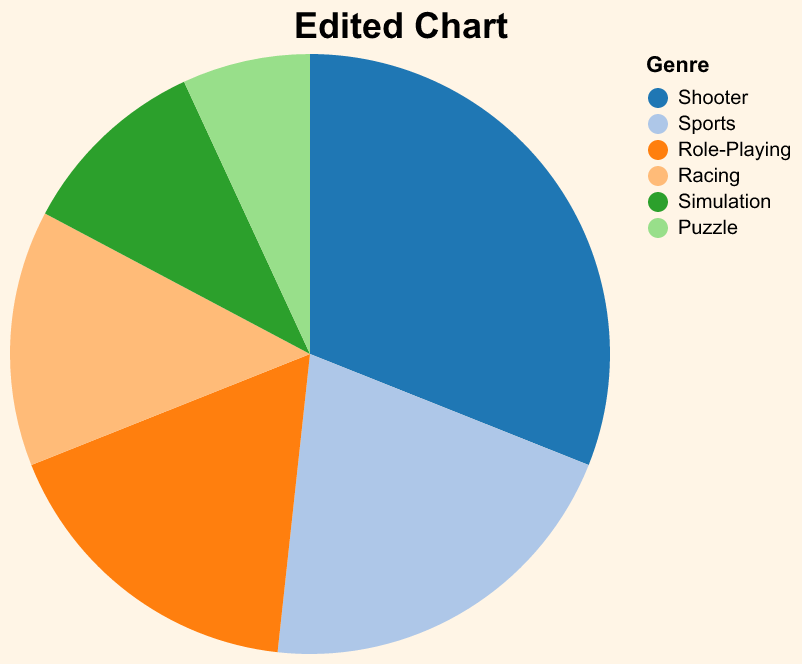 Edited Chart
Genre
Shooter
Sports
Role-Playing
Racing
Simulation
Puzzle